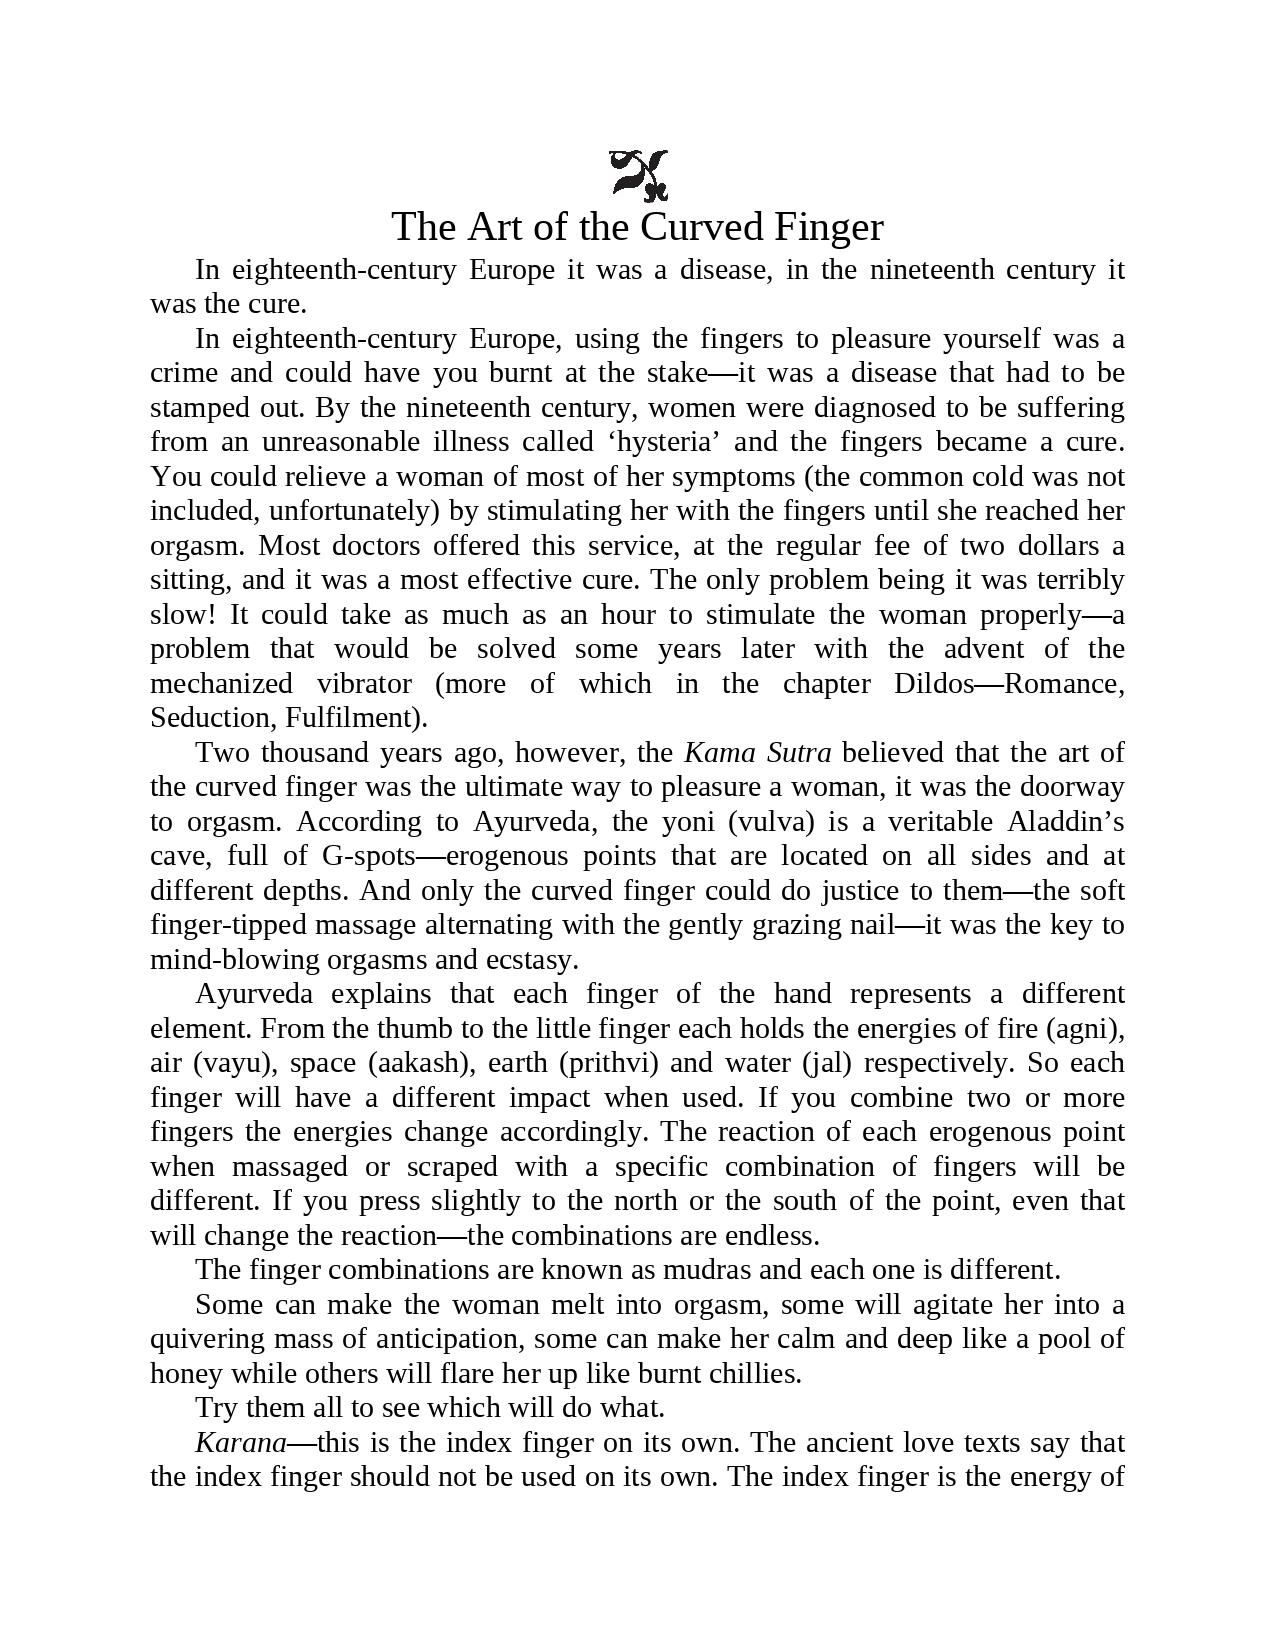 The Art of the Curved Finger
In eighteenth-century Europe it was a disease, in the nineteenth century it
was the cure.
In eighteenth-century Europe, using the fingers to pleasure yourself was a
crime and could have you burnt at the stake—it was a disease that had to be
stamped out. By the nineteenth century, women were diagnosed to be suffering
from an unreasonable illness called ‘hysteria’ and the fingers became a cure.
You could relieve a woman of most of her symptoms (the common cold was not
included, unfortunately) by stimulating her with the fingers until she reached her
orgasm. Most doctors offered this service, at the regular fee of two dollars a
sitting, and it was a most effective cure. The only problem being it was terribly
slow! It could take as much as an hour to stimulate the woman properly—a
problem that would be solved some years later with the advent of the
mechanized vibrator (more of which in the chapter Dildos—Romance,
Seduction, Fulfilment).
Two thousand years ago, however, the Kama Sutra believed that the art of
the curved finger was the ultimate way to pleasure a woman, it was the doorway
to orgasm. According to Ayurveda, the yoni (vulva) is a veritable Aladdin’s
cave, full of G-spots—erogenous points that are located on all sides and at
different depths. And only the curved finger could do justice to them—the soft
finger-tipped massage alternating with the gently grazing nail—it was the key to
mind-blowing orgasms and ecstasy.
Ayurveda explains that each finger of the hand represents a different
element. From the thumb to the little finger each holds the energies of fire (agni),
air (vayu), space (aakash), earth (prithvi) and water (jal) respectively. So each
finger will have a different impact when used. If you combine two or more
fingers the energies change accordingly. The reaction of each erogenous point
when massaged or scraped with a specific combination of fingers will be
different. If you press slightly to the north or the south of the point, even that
will change the reaction—the combinations are endless.
The finger combinations are known as mudras and each one is different.
Some can make the woman melt into orgasm, some will agitate her into a
quivering mass of anticipation, some can make her calm and deep like a pool of
honey while others will flare her up like burnt chillies.
Try them all to see which will do what.
Karana—this is the index finger on its own. The ancient love texts say that
the index finger should not be used on its own. The index finger is the energy of